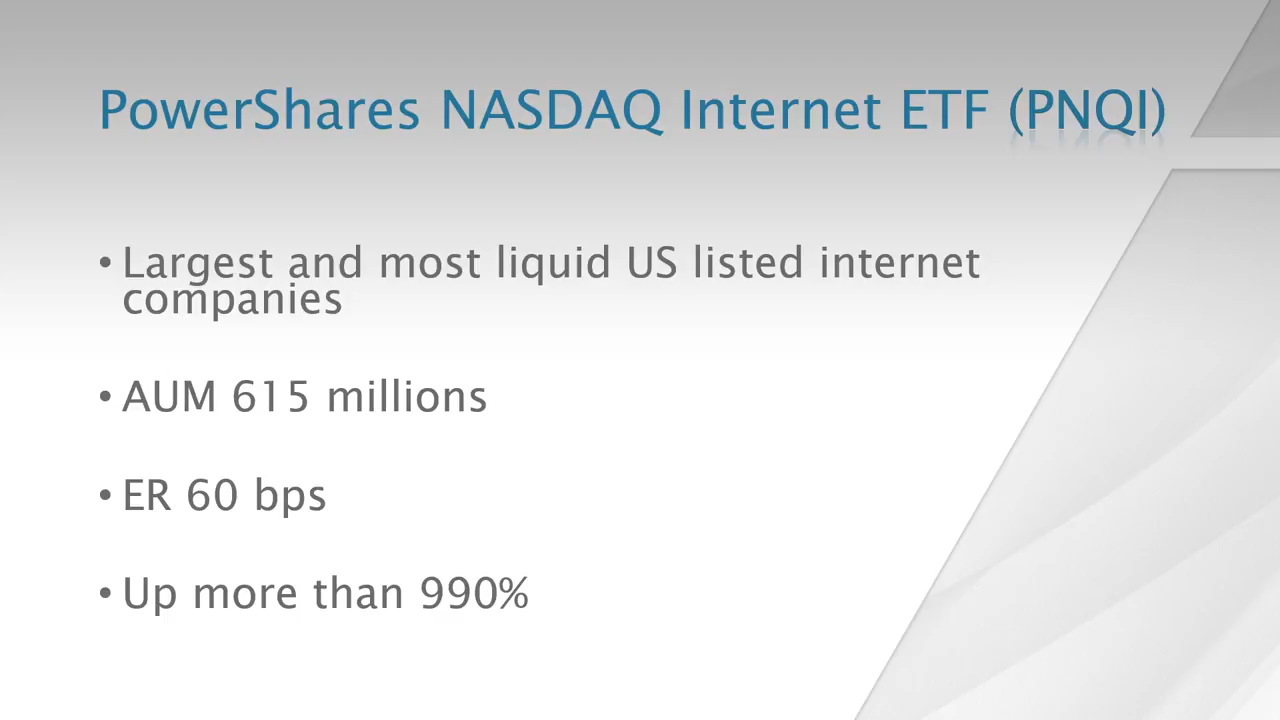 PowerShares NASDAQ Internet ETF (PNQI)
• Largest and most liquid US listed internet
companies
• AUM 615 millions
• ER 60 bps
• Up more than 990%